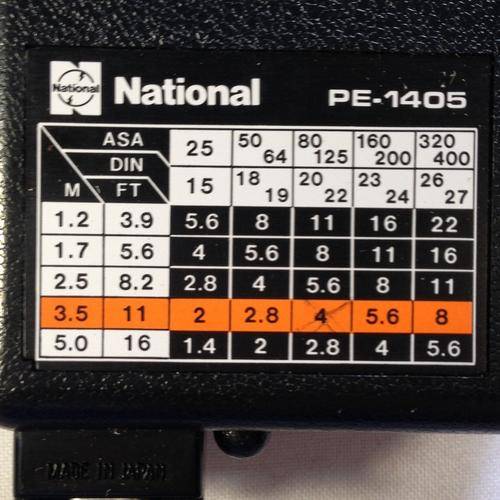 National National PE-1405
ASA 25 50 64 80 125 160 200 320 400
DIN 15 18 19 20 22 23 24 26 27
M FT
1.2 3.9 5.6 8 11 16 22
1.7 5.6 4 5.6 8 11 16
2.5 8.2 2.8 4 5.6 8 11
3.5 11 2 2.8 4 5.6 8
5.0 16 1.4 2 2.8 4 5.6
MADE IN JAPAN